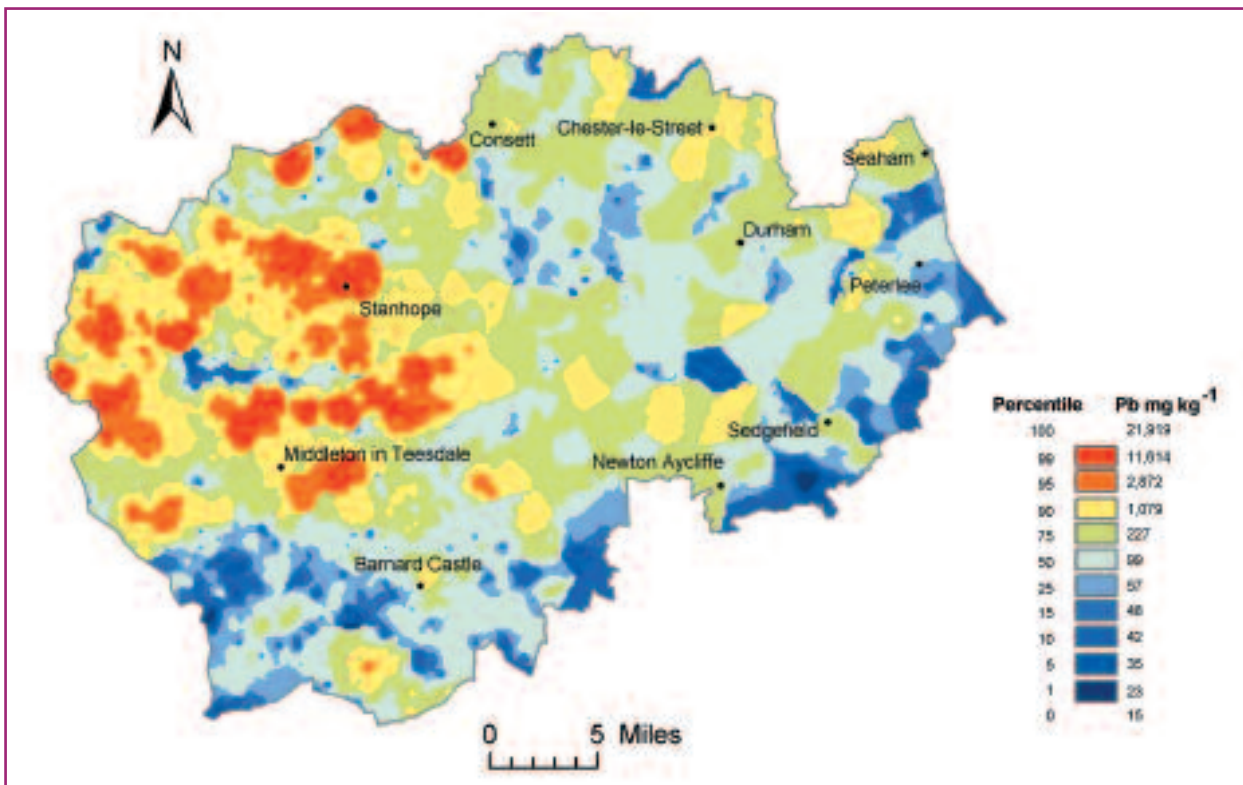 N
Consett
Chester-le-Street
Seaham
Durham
Peterlee
Stanhope
Sedgefield
Middleton in Teesdale
Newton Aycliffe
Barnard Castle
0 5 Miles
Percentile Pb mg kg⁻¹
100 21,919
99 11,614
95 2,872
90 1,079
75 227
50 99
25 57
15 48
10 42
5 35
1 23
0 15